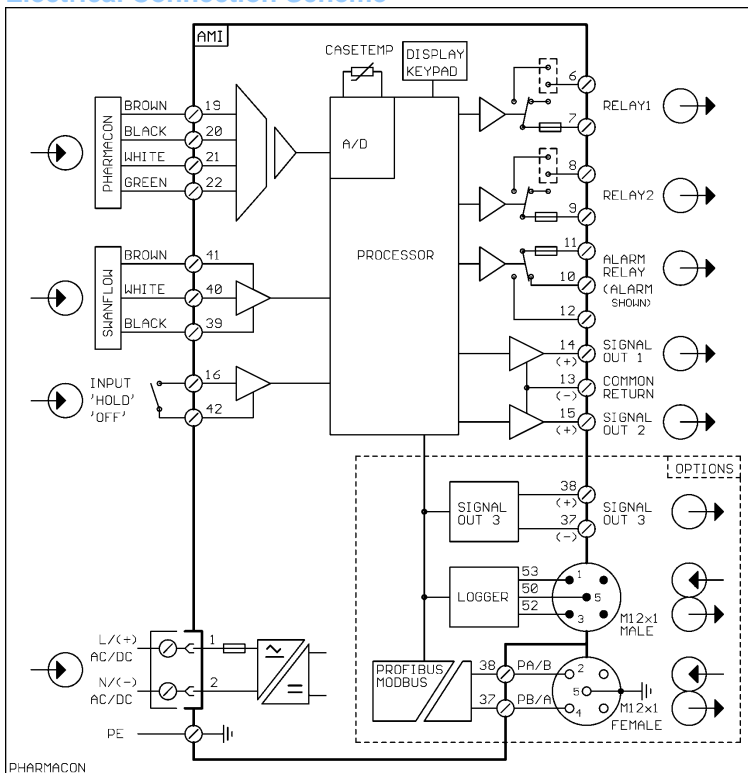 Electrical Connection Scheme
AMI
CASETEMP
DISPLAY
KEYPAD
A/D
PROCESSOR
PHARMACON
BROWN 19
BLACK 20
WHITE 21
GREEN 22
SWANFLOW
BROWN 41
WHITE 40
BLACK 39
INPUT
'HOLD'
'OFF'
16
42
L/(+)
AC/DC
1
N/(-)
AC/DC
2
PE
6
RELAY1
7
8
RELAY2
9
11
ALARM
RELAY
10
(ALARM
SHOWN)
12
14
(+)
SIGNAL
OUT 1
13
(-)
COMMON
RETURN
15
(+)
SIGNAL
OUT 2
OPTIONS
SIGNAL
OUT 3
38
(+)
37
(-)
SIGNAL
OUT 3
LOGGER
53
50
52
1
5
3
M12x1
MALE
PROFIBUS
MODBUS
38 PA/B
37 PB/A
2
5
4
M12x1
FEMALE
PHARMACON